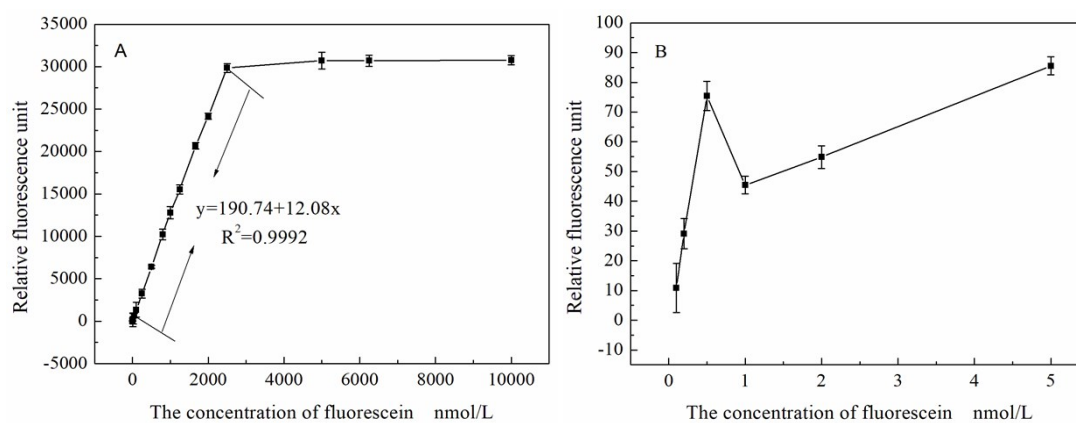 A
Relative fluorescence unit
35000
30000
25000
20000
15000
10000
5000
0
-5000
y=190.74+12.08x
R²=0.9992
0 2000 4000 6000 8000 10000
The concentration of fluorescein nmol/L
B
Relative fluorescence unit
100
90
80
70
60
50
40
30
20
10
0
-10
0 1 2 3 4 5
The concentration of fluorescein nmol/L